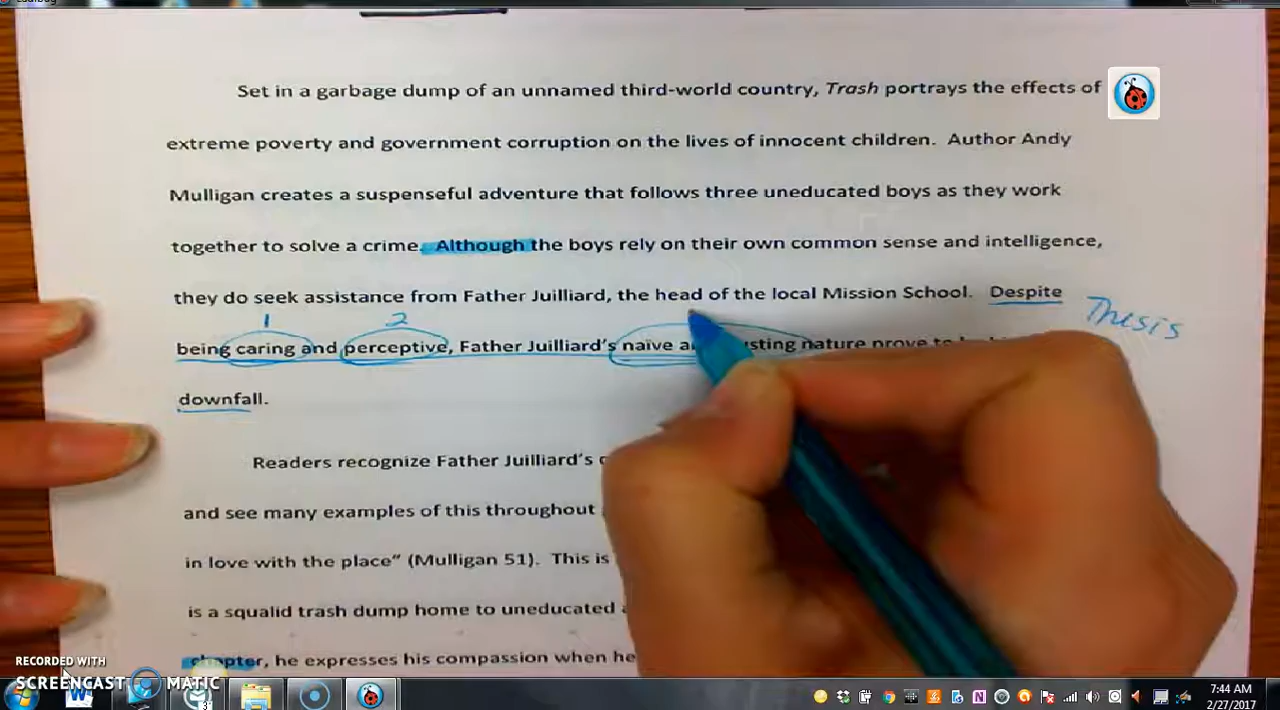 Set in a garbage dump of an unnamed third-world country, Trash portrays the effects of
extreme poverty and government corruption on the lives of innocent children. Author Andy
Mulligan creates a suspenseful adventure that follows three uneducated boys as they work
together to solve a crime. Although the boys rely on their own common sense and intelligence,
they do seek assistance from Father Juilliard, the head of the local Mission School. Despite
Thesis
1 2
being caring and perceptive, Father Juilliard's naïve nature prove to
downfall.
Readers recognize Father Juilliard's
and see many examples of this throughout
in love with the place" (Mulligan 51). This is
is a squalid trash dump home to uneducated
chapter, he expresses his compassion when he
RECORDED WITH
SCREENCAST MATIC
7:44 AM
2/27/2017